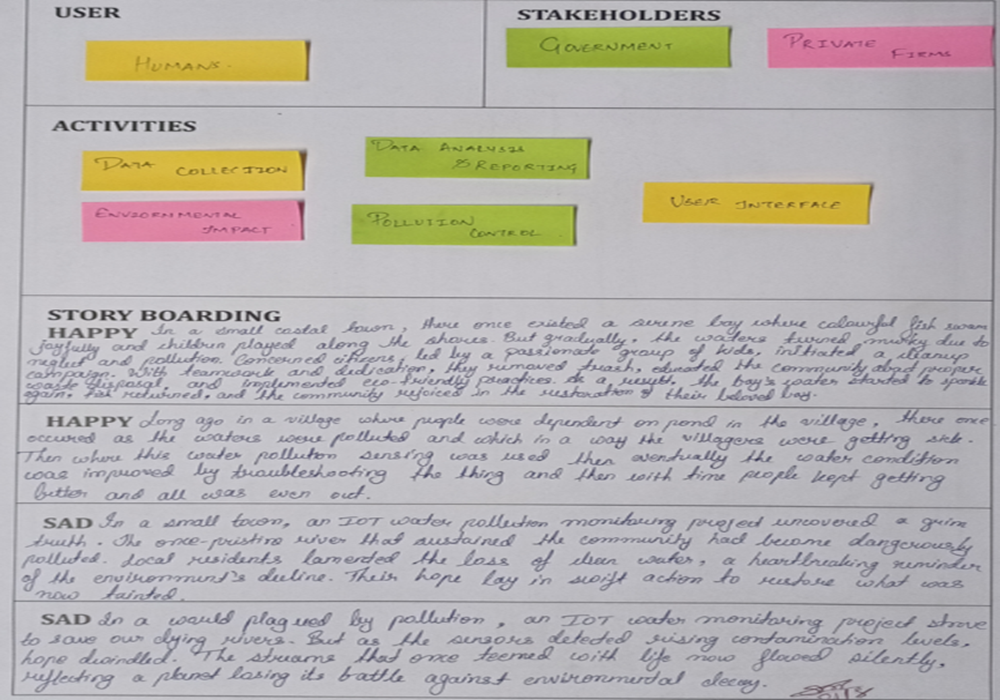 USER
HUMANS.
STAKEHOLDERS
GOVERNMENT
PRIVATE
FIRMS
ACTIVITIES
DATA
COLLECTION
DATA ANALYSIS
& REPORTING
USER INTERFACE
ENVIORNMENTAL
IMPACT
POLLUTION
CONTROL
STORY BOARDING
HAPPY In a small costal town, there once existed a serene bay where colourful fish swam
joyfully and children played along the shores. But gradually, the waters turned murky due to
neglect and pollution. Concerned citizens, led by a passionate group of kids, initiated a cleanup
campaign. With teamwork and dedication, they removed trash, educated the community about proper
waste disposal, and implemented eco-friendly practices. As a result, the bay's water started to sparkle
again, fish returned, and the community rejoiced in the restoration of their beloved bay.
HAPPY Long ago in a village where people were dependent on pond in the village, there once
occured as the waters were polluted and which in a way the villagers were getting sick.
Then where this water pollution sensing was used then eventually the water condition
was improved by troubleshooting the thing and then with time people kept getting
better and all was even out.
SAD In a small town, an IOT water pollution monitoring project uncovered a grim
truth. The once-pristine river that sustained the community had become dangerously
polluted. Local residents lamented the loss of clean water, a heartbreaking reminder
of the environment's decline. Their hope lay in swift action to restore what was
now tainted.
SAD In a would plagued by pollution, an IOT water monitoring project strove
to save our dying rivers. But as the sensors detected rising contamination levels,
hope dwindled. The streams that once teemed with life now flowed silently,
reflecting a planet losing its battle against environmental decay.